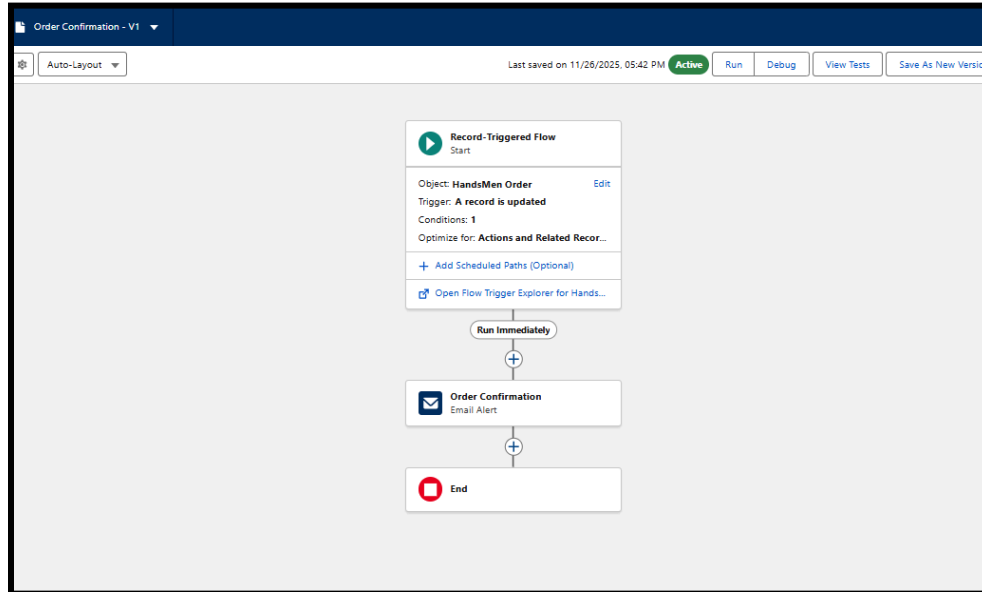 Order Confirmation - V1
Auto-Layout
Last saved on 11/26/2025, 05:42 PM Active Run Debug View Tests Save As New Versio
Record-Triggered Flow
Start
Object: HandsMen Order Edit
Trigger: A record is updated
Conditions: 1
Optimize for: Actions and Related Recor...
+ Add Scheduled Paths (Optional)
Open Flow Trigger Explorer for Hands...
Run Immediately
Order Confirmation
Email Alert
End